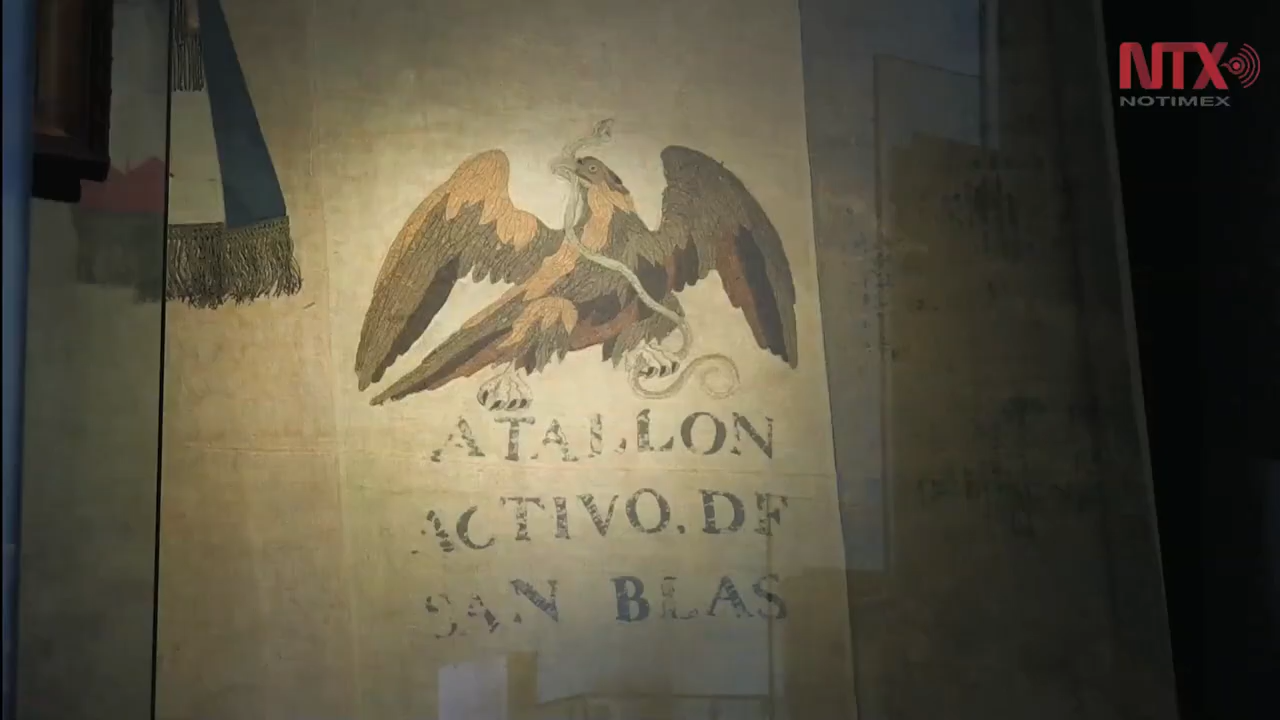 NTX
NOTIMEX
ATALLON
ACTIVO. DE
SAN BLAS